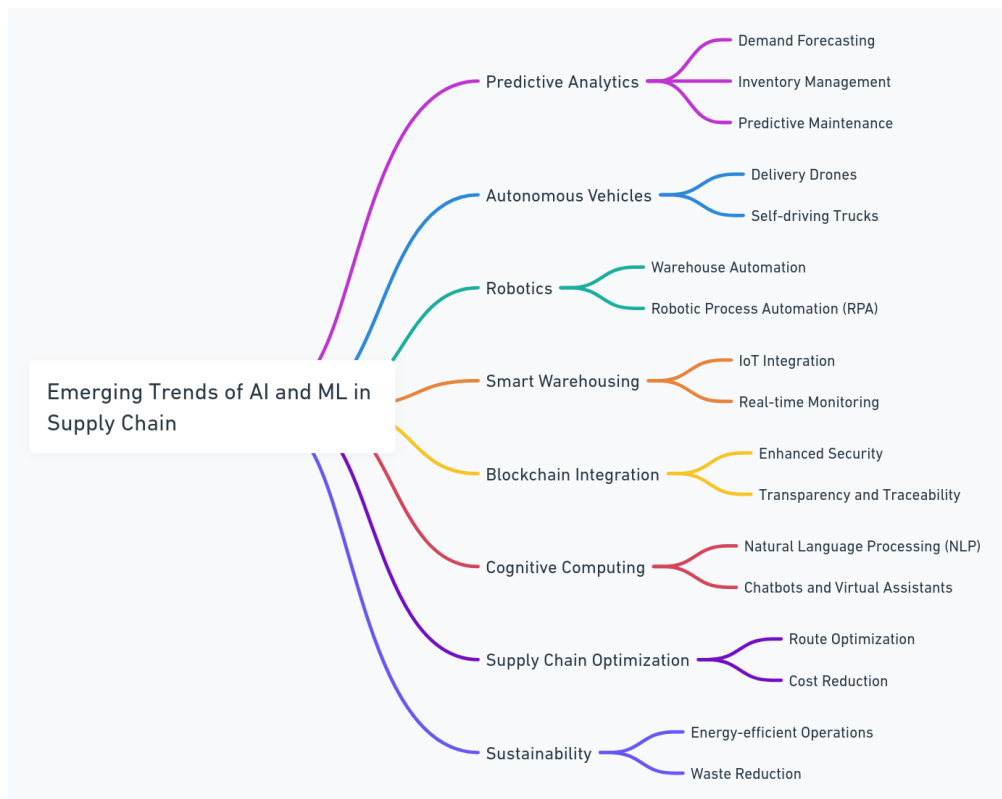 Emerging Trends of AI and ML in
Supply Chain
Predictive Analytics
Demand Forecasting
Inventory Management
Predictive Maintenance
Autonomous Vehicles
Delivery Drones
Self-driving Trucks
Robotics
Warehouse Automation
Robotic Process Automation (RPA)
Smart Warehousing
IoT Integration
Real-time Monitoring
Blockchain Integration
Enhanced Security
Transparency and Traceability
Cognitive Computing
Natural Language Processing (NLP)
Chatbots and Virtual Assistants
Supply Chain Optimization
Route Optimization
Cost Reduction
Sustainability
Energy-efficient Operations
Waste Reduction